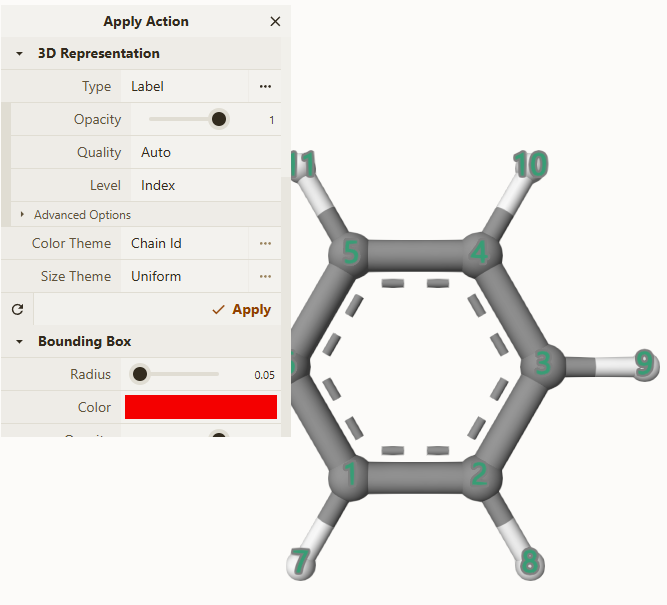 Apply Action ×
3D Representation
Type Label ...
Opacity 1
Quality Auto
Level Index
Advanced Options
Color Theme Chain Id ...
Size Theme Uniform ...
Apply
Bounding Box
Radius 0.05
Color
11 10
5 4
3 9
1 2
7 8